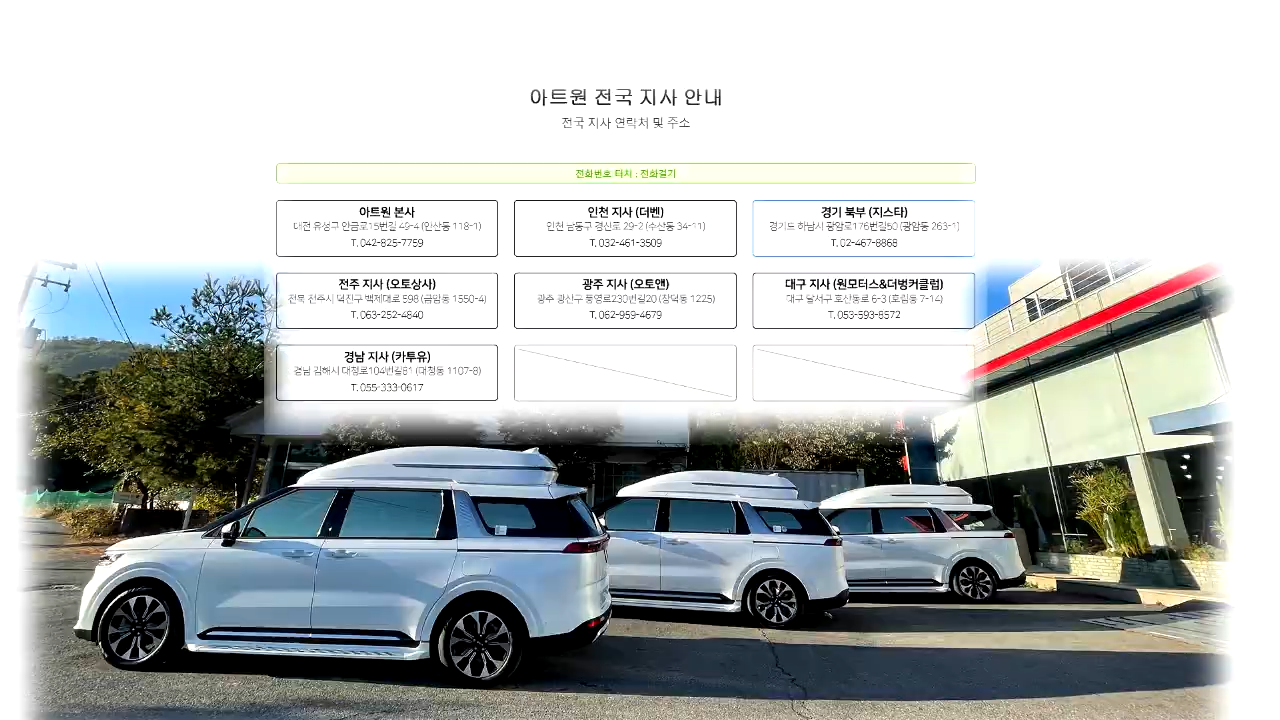 아트원 전국 지사 안내
전국 지사 연락처 및 주소
전화번호 터치 : 전화걸기
아트원 본사
대전 유성구 안금로15번길 49-4 (안산동 118-1)
T. 042-825-7759
인천 지사 (더벤)
인천 남동구 경신로 29-2 (수산동 34-11)
T. 032-461-3509
경기 북부 (지스타)
경기도 하남시 광암로176번길50 (광암동 263-1)
T. 02-467-8868
전주 지사 (오토상사)
전북 전주시 덕진구 백제대로 598 (금암동 1550-4)
T. 063-252-4840
광주 지사 (오토앤)
광주 광산구 풍영로230번길20 (장덕동 1225)
T. 062-959-4679
대구 지사 (원모터스&더벙커클럽)
대구 달서구 호산동로 6-3 (호림동 7-14)
T. 053-593-8572
경남 지사 (카투유)
경남 김해시 대청로104번길81 (대청동 1107-8)
T. 055-333-0617